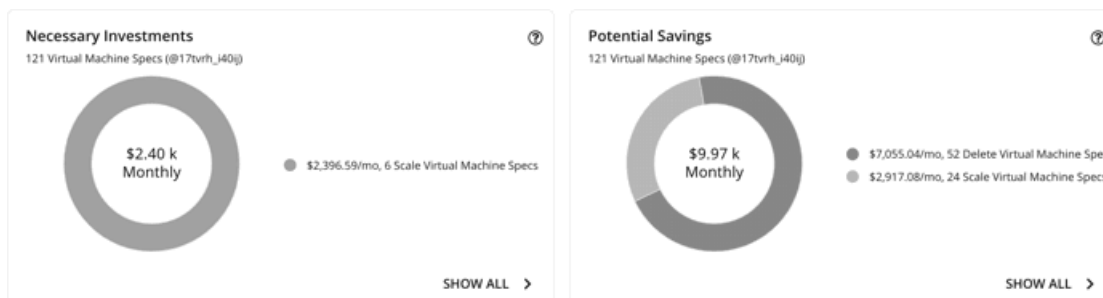 Necessary Investments
121 Virtual Machine Specs (@17tvrh_i40ij)
$2.40 k
Monthly
$2,396.59/mo, 6 Scale Virtual Machine Specs
SHOW ALL
Potential Savings
121 Virtual Machine Specs (@17tvrh_i40ij)
$9.97 k
Monthly
$7,055.04/mo, 52 Delete Virtual Machine Spe
$2,917.08/mo, 24 Scale Virtual Machine Specs
SHOW ALL